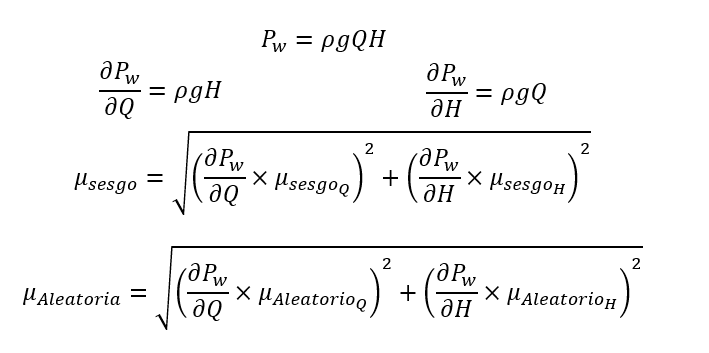 P_w = ρgQH
∂P_w/∂Q = ρgH ∂P_w/∂H = ρgQ
μ_sesgo = √((∂P_w/∂Q × μ_sesgo_Q)² + (∂P_w/∂H × μ_sesgo_H)²)
μ_Aleatoria = √((∂P_w/∂Q × μ_Aleatorio_Q)² + (∂P_w/∂H × μ_Aleatorio_H)²)